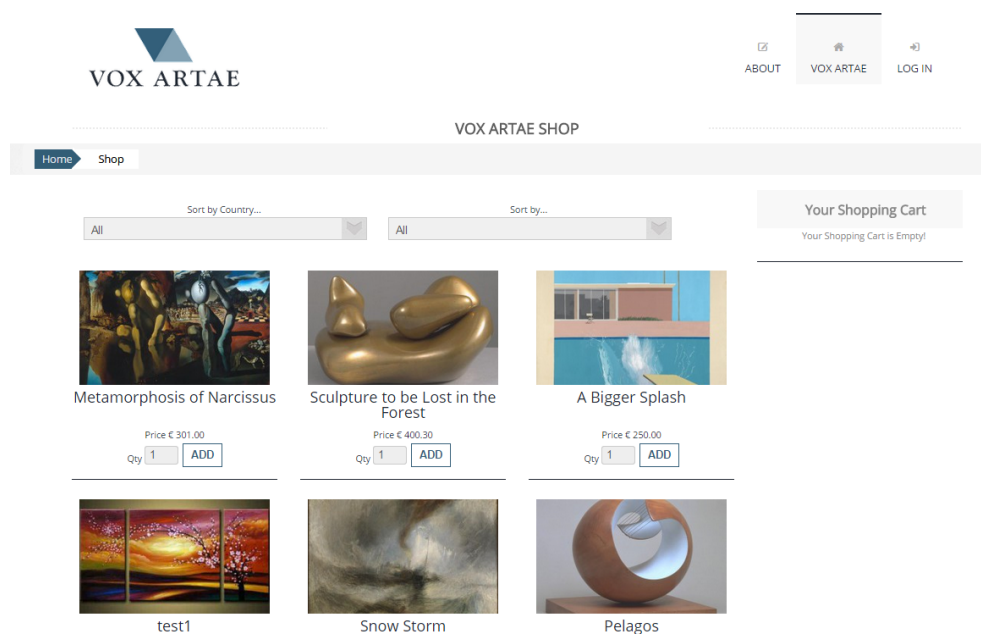 VOX ARTAE
ABOUT
VOX ARTAE
LOG IN
VOX ARTAE SHOP
Home
Shop
Sort by Country...
All
Sort by...
All
Your Shopping Cart
Your Shopping Cart is Empty!
Metamorphosis of Narcissus
Price € 301.00
Qty 1 ADD
Sculpture to be Lost in the
Forest
Price € 400.30
Qty 1 ADD
A Bigger Splash
Price € 250.00
Qty 1 ADD
test1
Snow Storm
Pelagos